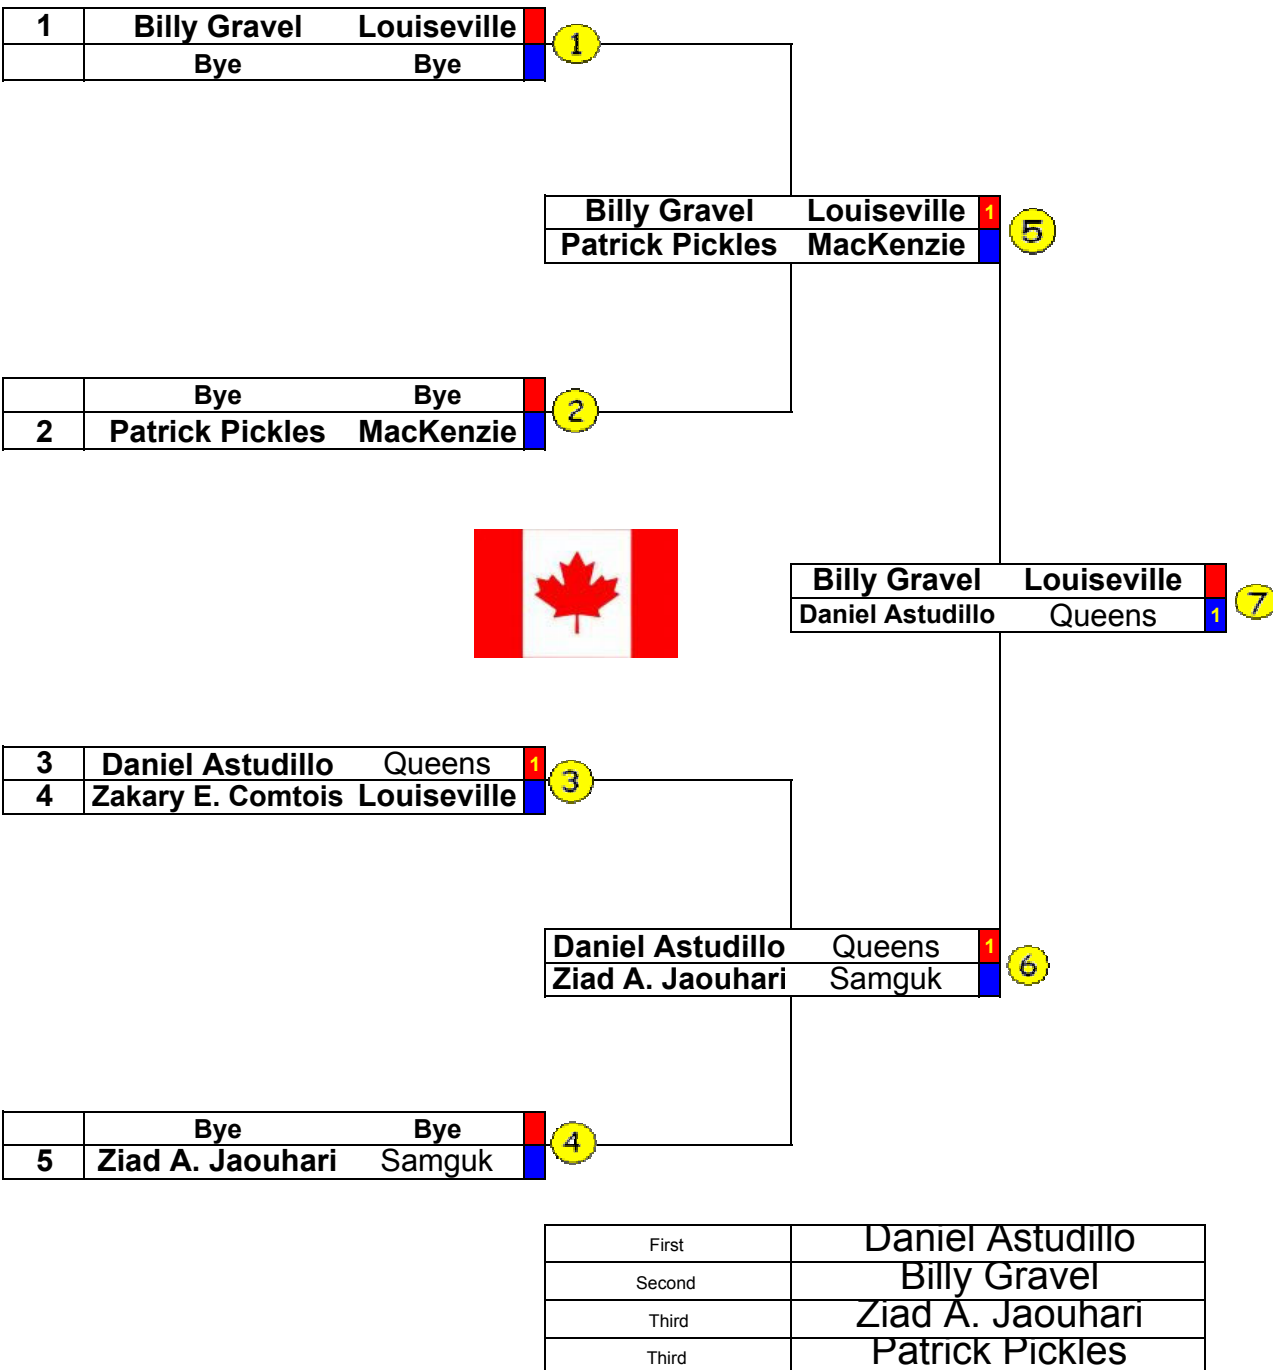 1 Billy Gravel Louiseville
Bye Bye
1
Billy Gravel Louiseville 1
Patrick Pickles MacKenzie
5
Bye Bye
2 Patrick Pickles MacKenzie
2
Billy Gravel Louiseville
Daniel Astudillo Queens 1
7
3 Daniel Astudillo Queens 1
4 Zakary E. Comtois Louiseville
3
Daniel Astudillo Queens 1
Ziad A. Jaouhari Samguk
6
Bye Bye
5 Ziad A. Jaouhari Samguk
4
First Daniel Astudillo
Second Billy Gravel
Third Ziad A. Jaouhari
Third Patrick Pickles